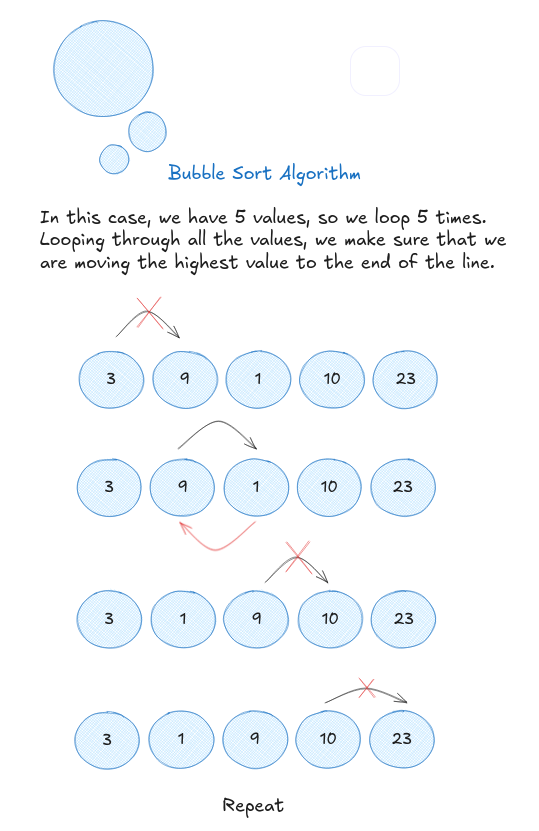 Bubble Sort Algorithm
In this case, we have 5 values, so we loop 5 times.
Looping through all the values, we make sure that we
are moving the highest value to the end of the line.
3 9 1 10 23
3 9 1 10 23
3 1 9 10 23
3 1 9 10 23
Repeat